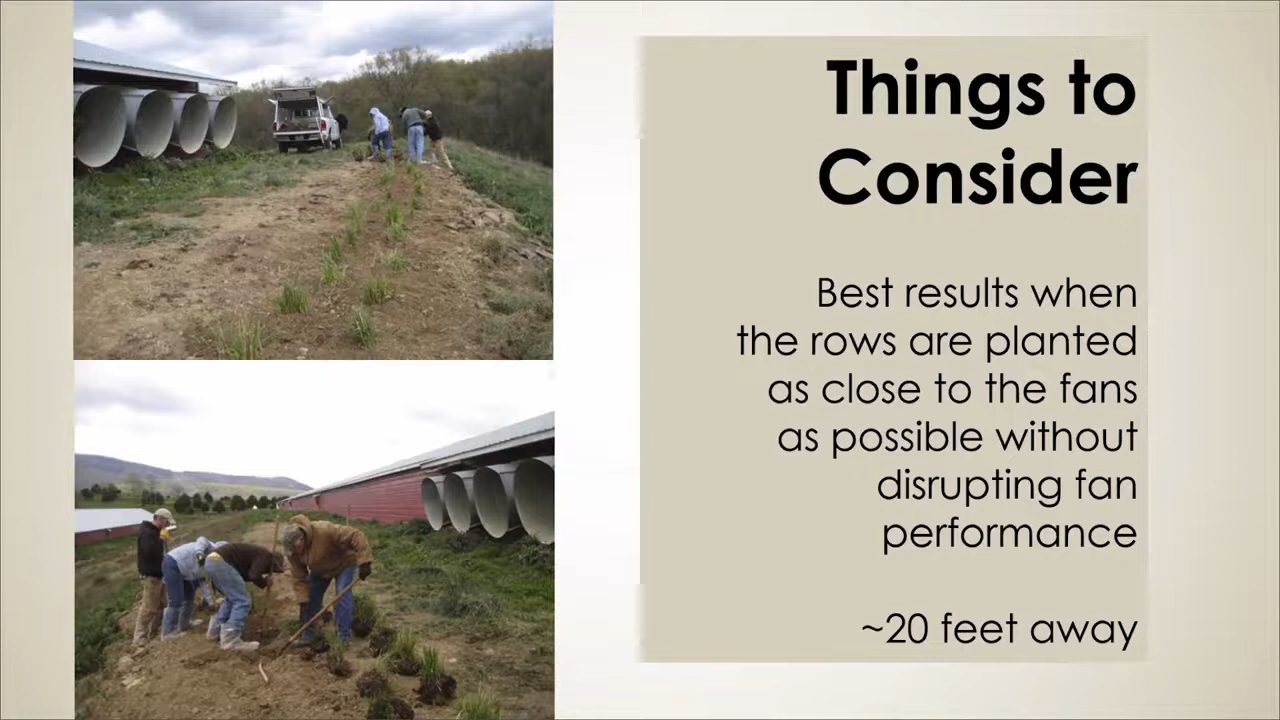 Things to
Consider
Best results when
the rows are planted
as close to the fans
as possible without
disrupting fan
performance
~20 feet away